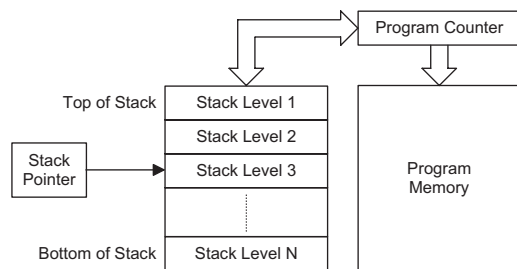 Program Counter
Top of Stack
Stack Level 1
Stack Level 2
Stack
Pointer
Stack Level 3
Program
Memory
Bottom of Stack
Stack Level N